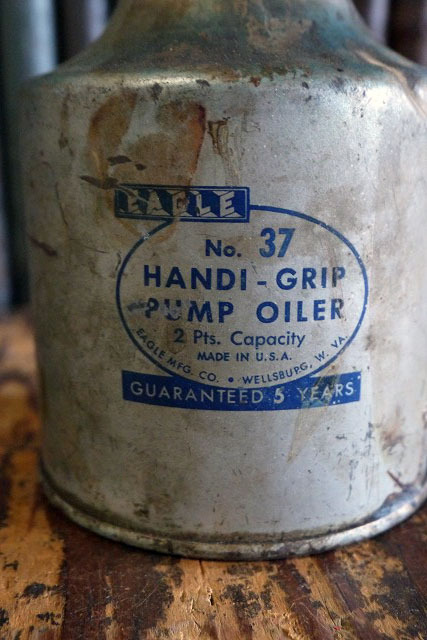 EAGLE
No. 37
HANDI-GRIP
PUMP OILER
2 Pts. Capacity
MADE IN U.S.A.
EAGLE MFG. CO. • WELLSBURG, W. VA.
GUARANTEED 5 YEARS